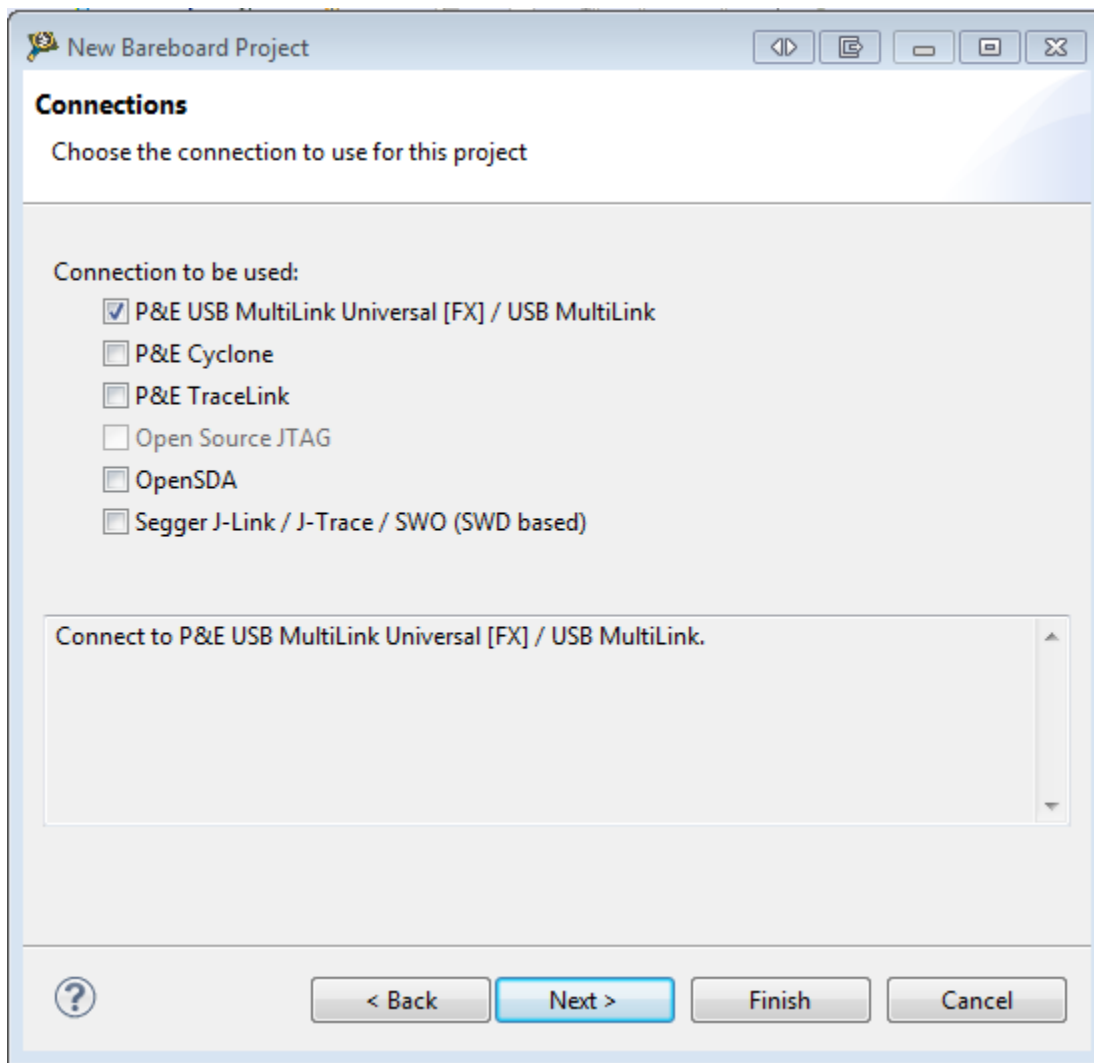 New Bareboard Project
Connections
Choose the connection to use for this project
Connection to be used:
P&E USB MultiLink Universal [FX] / USB MultiLink
P&E Cyclone
P&E TraceLink
Open Source JTAG
OpenSDA
Segger J-Link / J-Trace / SWO (SWD based)
Connect to P&E USB MultiLink Universal [FX] / USB MultiLink.
? < Back Next > Finish Cancel